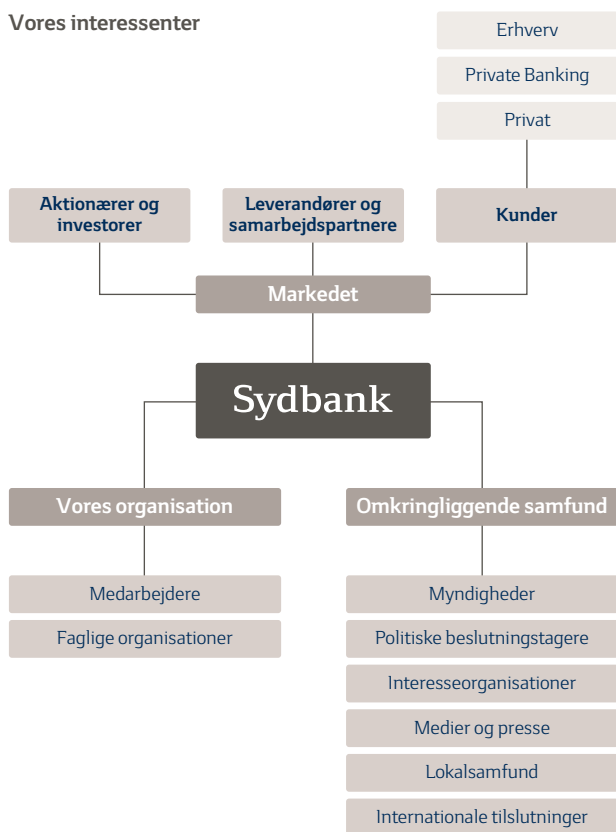 Vores interessenter
Erhverv
Private Banking
Privat
Aktionærer og
investorer
Leverandører og
samarbejdspartnere
Kunder
Markedet
Sydbank
Vores organisation
Omkringliggende samfund
Medarbejdere
Faglige organisationer
Myndigheder
Politiske beslutningstagere
Interesseorganisationer
Medier og presse
Lokalsamfund
Internationale tilslutninger